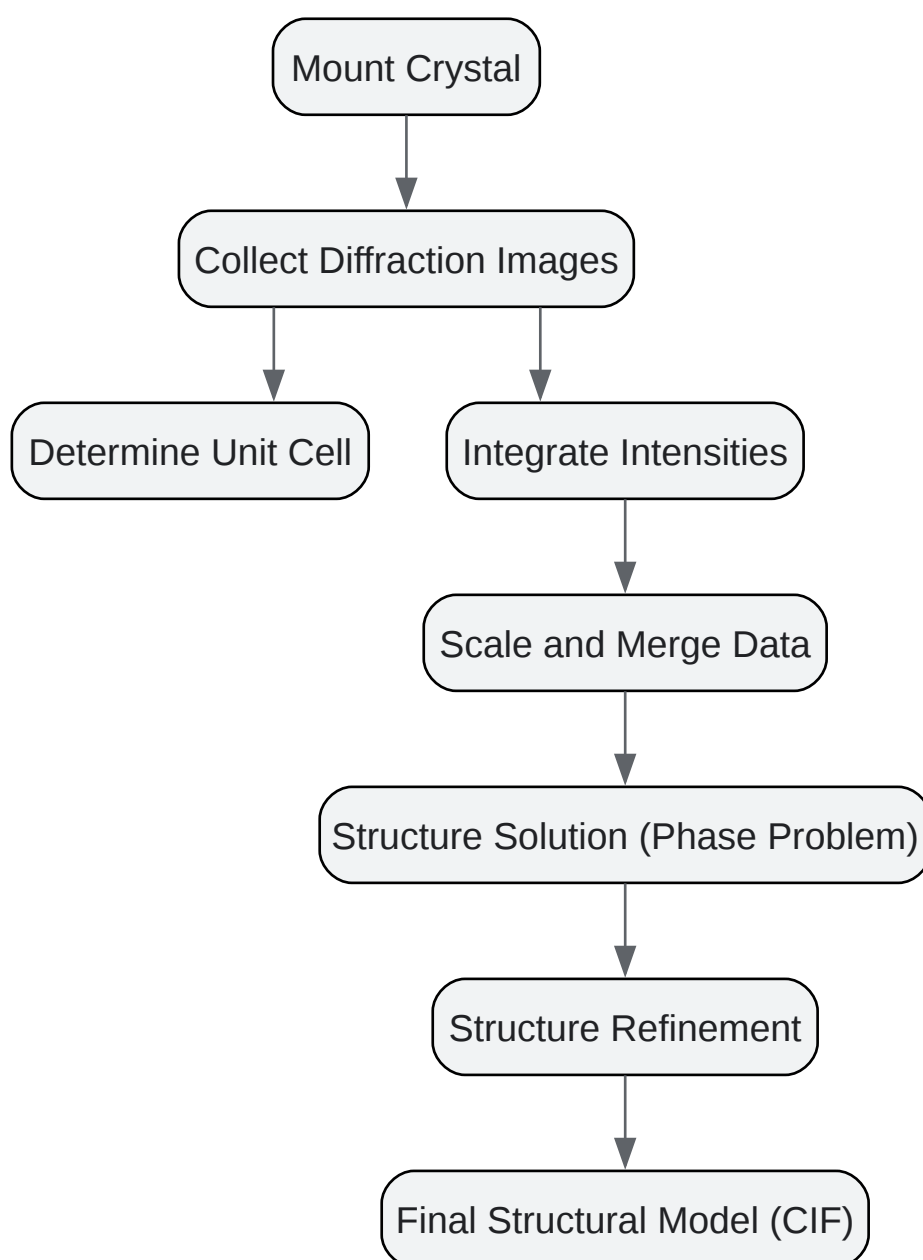 Mount Crystal
Collect Diffraction Images
Determine Unit Cell
Integrate Intensities
Scale and Merge Data
Structure Solution (Phase Problem)
Structure Refinement
Final Structural Model (CIF)